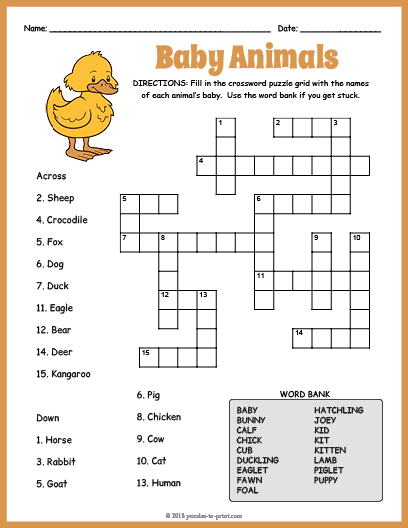 Name: ______________________ Date: ______________
Baby Animals
DIRECTIONS: Fill in the crossword puzzle grid with the names
of each animal's baby. Use the word bank if you get stuck.
1
2
3
4
5
6
7
8
9
10
11
12
13
14
15
Across
2. Sheep
4. Crocodile
5. Fox
6. Dog
7. Duck
11. Eagle
12. Bear
14. Deer
15. Kangaroo
Down
1. Horse
3. Rabbit
5. Goat
6. Pig
8. Chicken
9. Cow
10. Cat
13. Human
WORD BANK
BABY
BUNNY
CALF
CHICK
CUB
DUCKLING
EAGLET
FAWN
FOAL
HATCHLING
JOEY
KID
KIT
KITTEN
LAMB
PIGLET
PUPPY
© 2018 puzzles-to-print.com